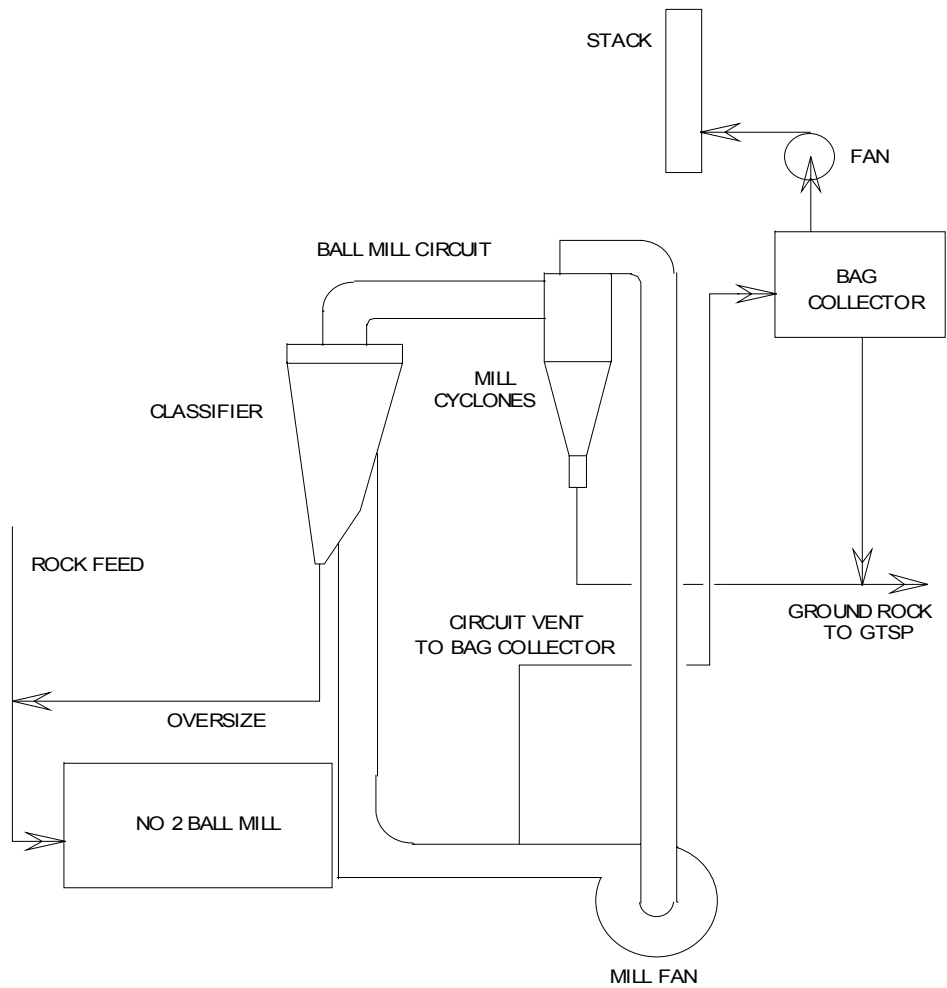 STACK
FAN
BALL MILL CIRCUIT
BAG
COLLECTOR
MILL
CYCLONES
CLASSIFIER
ROCK FEED
GROUND ROCK
TO GTSP
CIRCUIT VENT
TO BAG COLLECTOR
OVERSIZE
NO 2 BALL MILL
MILL FAN